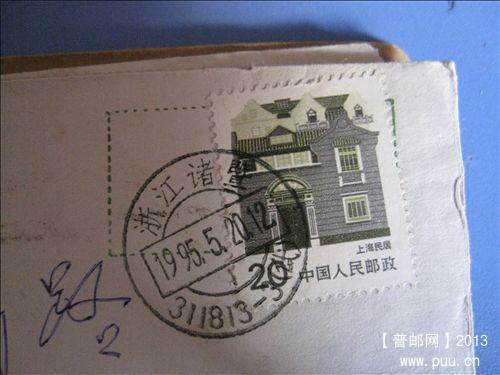 浙江诸暨
1995.5.20.12
311813-3
上海民居
20
中国人民邮政
2
【普邮网】2013
www.puu.cn